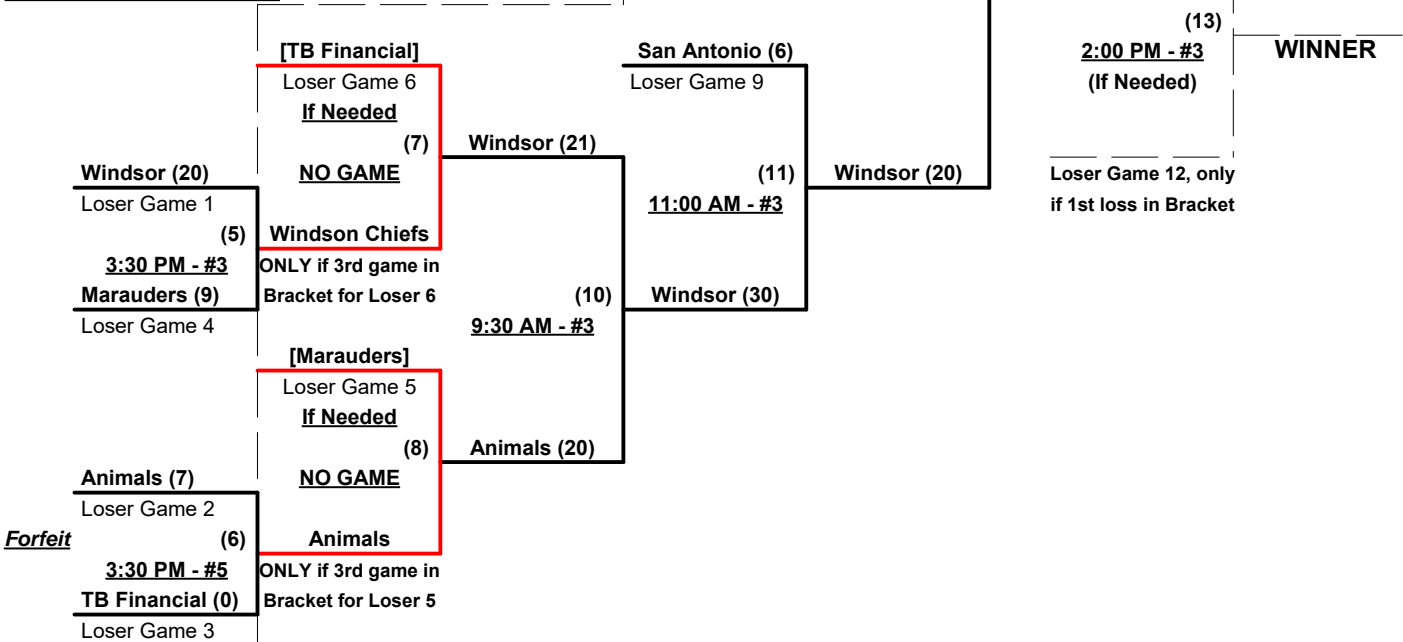 (13)
[TB Financial] San Antonio (6) 2:00 PM - #3 WINNER
Loser Game 6 Loser Game 9 (If Needed)
If Needed
(7) Windsor (21)
Windsor (20) NO GAME (11) Windsor (20) Loser Game 12, only
Loser Game 1 11:00 AM - #3 if 1st loss in Bracket
(5) Windson Chiefs
3:30 PM - #3 ONLY if 3rd game in
Marauders (9) Bracket for Loser 6 (10) Windsor (30)
Loser Game 4 9:30 AM - #3
[Marauders]
Loser Game 5
If Needed
(8) Animals (20)
Animals (7) NO GAME
Loser Game 2
Forfeit (6) Animals
3:30 PM - #5 ONLY if 3rd game in
TB Financial (0) Bracket for Loser 5
Loser Game 3